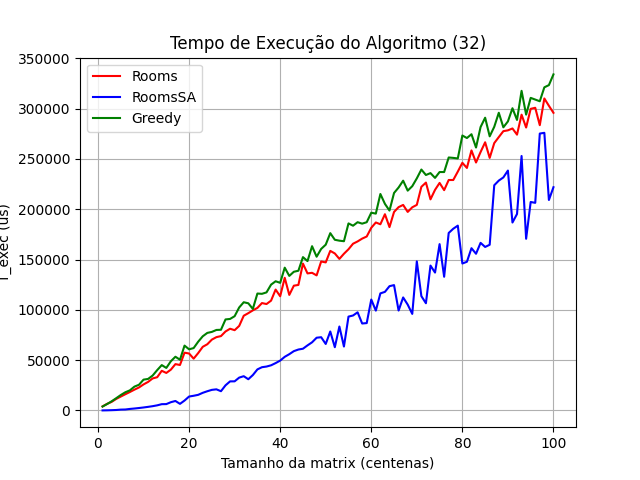 Tempo de Execução do Algoritmo (32)
Rooms
RoomsSA
Greedy
350000
300000
250000
200000
150000
100000
50000
0
_exec (us)
0 20 40 60 80 100
Tamanho da matrix (centenas)